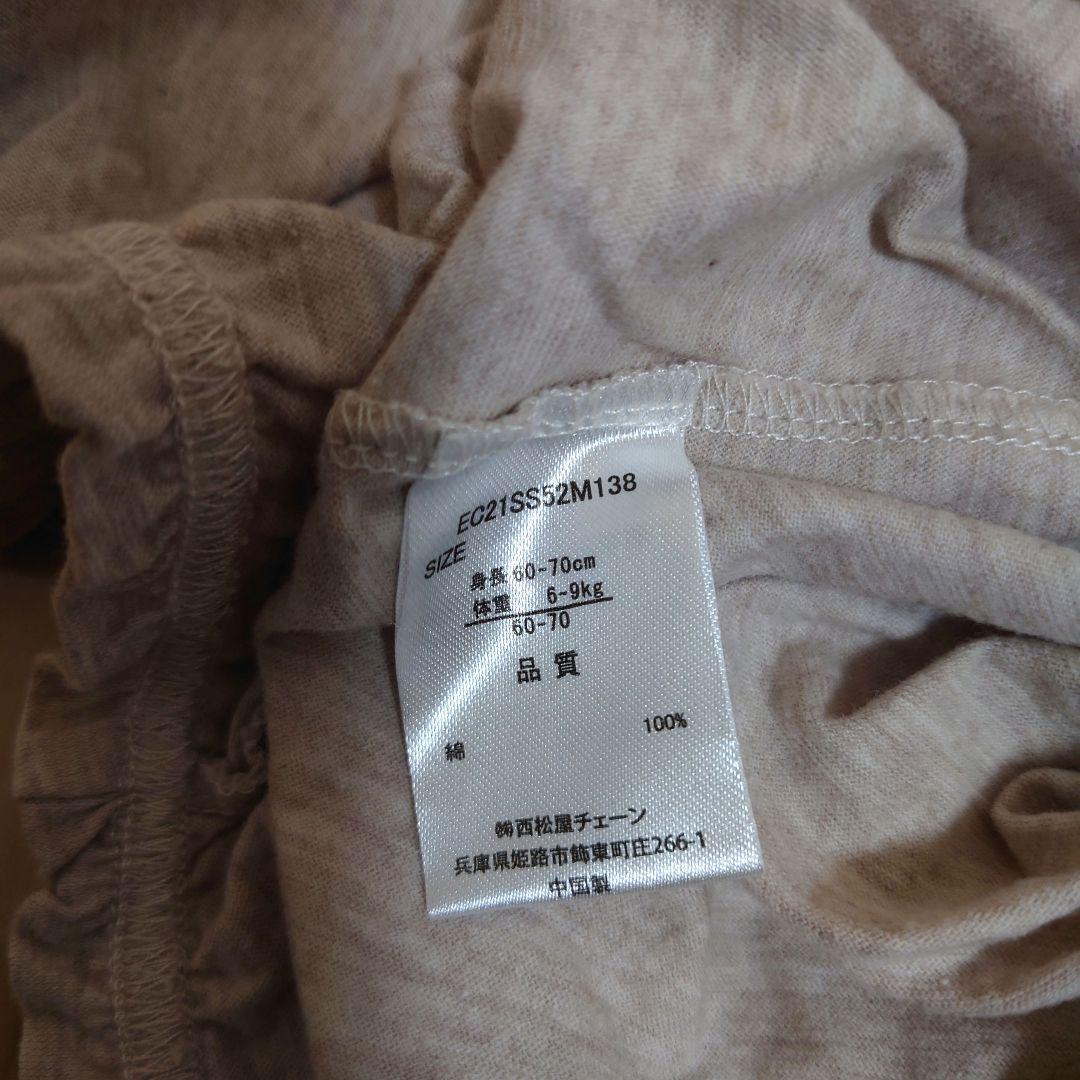 EC21SS52M138
SIZE
身長 60-70cm
体重 6-9kg
60-70
品質
綿 100%
㈱西松屋チェーン
兵庫県姫路市飾東町庄266-1
中国製